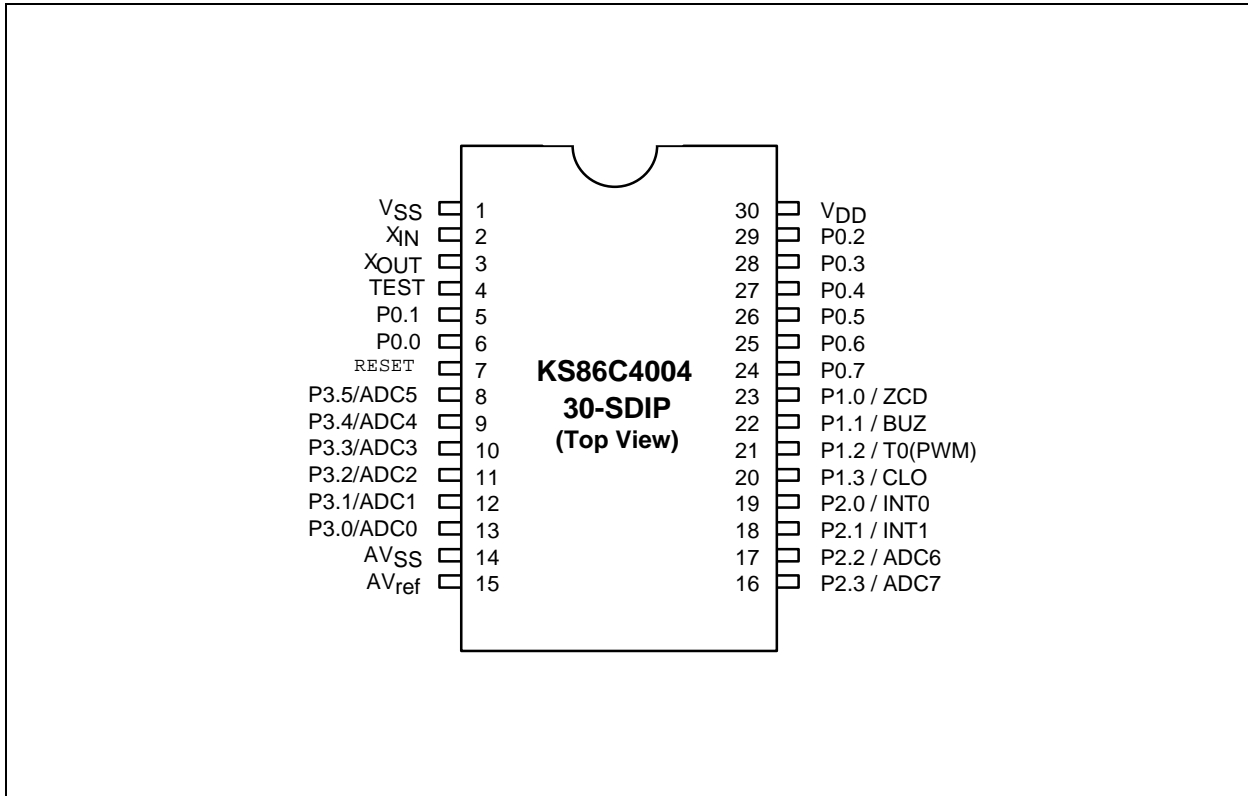 VSS 1 30 VDD
XIN 2 29 P0.2
XOUT 3 28 P0.3
TEST 4 27 P0.4
P0.1 5 26 P0.5
P0.0 6 25 P0.6
RESET 7 24 P0.7
KS86C4004
30-SDIP
(Top View)
P3.5/ADC5 8 23 P1.0 / ZCD
P3.4/ADC4 9 22 P1.1 / BUZ
P3.3/ADC3 10 21 P1.2 / T0(PWM)
P3.2/ADC2 11 20 P1.3 / CLO
P3.1/ADC1 12 19 P2.0 / INT0
P3.0/ADC0 13 18 P2.1 / INT1
AVSS 14 17 P2.2 / ADC6
AVref 15 16 P2.3 / ADC7